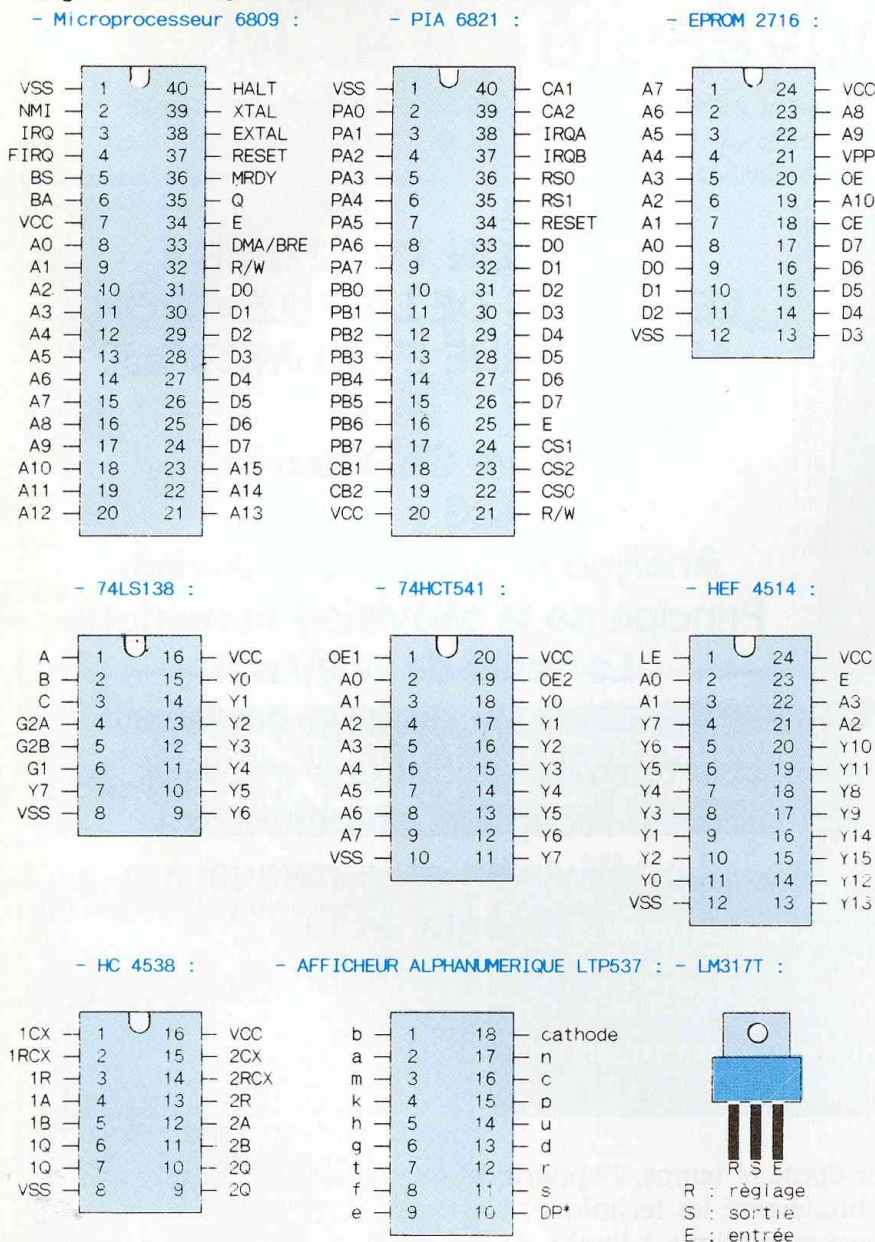 - Microprocesseur 6809 :
VSS 1 40 HALT
NMI 2 39 XTAL
IRQ 3 38 EXTAL
FIRQ 4 37 RESET
BS 5 36 MRDY
BA 6 35 Q
VCC 7 34 E
A0 8 33 DMA/BRE
A1 9 32 R/W
A2 10 31 D0
A3 11 30 D1
A4 12 29 D2
A5 13 28 D3
A6 14 27 D4
A7 15 26 D5
A8 16 25 D6
A9 17 24 D7
A10 18 23 A15
A11 19 22 A14
A12 20 21 A13
- PIA 6821 :
VSS 1 40 CA1
PA0 2 39 CA2
PA1 3 38 IRQA
PA2 4 37 IRQB
PA3 5 36 RS0
PA4 6 35 RS1
PA5 7 34 RESET
PA6 8 33 D0
PA7 9 32 D1
PB0 10 31 D2
PB1 11 30 D3
PB2 12 29 D4
PB3 13 28 D5
PB4 14 27 D6
PB5 15 26 D7
PB6 16 25 E
PB7 17 24 CS1
CB1 18 23 CS2
CB2 19 22 CS0
VCC 20 21 R/W
- EPROM 2716 :
A7 1 24 VCC
A6 2 23 A8
A5 3 22 A9
A4 4 21 VPP
A3 5 20 OE
A2 6 19 A10
A1 7 18 CE
A0 8 17 D7
D0 9 16 D6
D1 10 15 D5
D2 11 14 D4
VSS 12 13 D3
- 74LS138 :
A 1 16 VCC
B 2 15 Y0
C 3 14 Y1
G2A 4 13 Y2
G2B 5 12 Y3
G1 6 11 Y4
Y7 7 10 Y5
VSS 8 9 Y6
- 74HCT541 :
OE1 1 20 VCC
A0 2 19 OE2
A1 3 18 Y0
A2 4 17 Y1
A3 5 16 Y2
A4 6 15 Y3
A5 7 14 Y4
A6 8 13 Y5
A7 9 12 Y6
VSS 10 11 Y7
- HEF 4514 :
LE 1 24 VCC
A0 2 23 E
A1 3 22 A3
Y7 4 21 A2
Y6 5 20 Y10
Y5 6 19 Y11
Y4 7 18 Y8
Y3 8 17 Y9
Y1 9 16 Y14
Y2 10 15 Y15
Y0 11 14 Y12
VSS 12 13 Y13
- HC 4538 :
1CX 1 16 VCC
1RCX 2 15 2CX
1R 3 14 2RCX
1A 4 13 2R
1B 5 12 2A
1Q 6 11 2B
1Q 7 10 2Q
VSS 8 9 2Q
- AFFICHEUR ALPHANUMERIQUE LTP537 :
b 1 18 cathode
a 2 17 n
m 3 16 c
k 4 15 p
h 5 14 u
g 6 13 d
t 7 12 r
f 8 11 s
e 9 10 DP*
- LM317T :
R S E
R : réglage
S : sortie
E : entrée